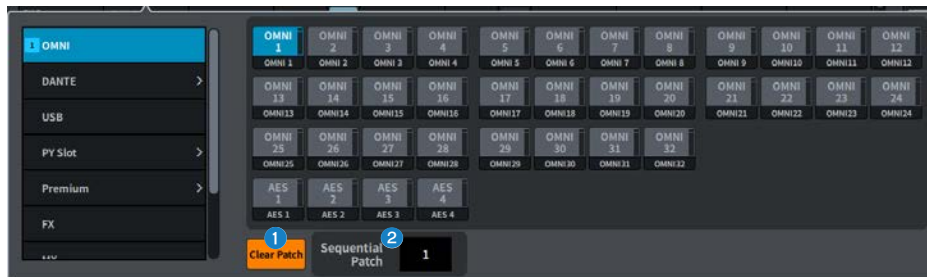 1 OMNI
DANTE >
USB
PY Slot >
Premium >
FX
OMNI 1 OMNI 2 OMNI 3 OMNI 4 OMNI 5 OMNI 6 OMNI 7 OMNI 8 OMNI 9 OMNI 10 OMNI 11 OMNI 12
OMNI 1 OMNI 2 OMNI 3 OMNI 4 OMNI 5 OMNI 6 OMNI 7 OMNI 8 OMNI 9 OMNI10 OMNI11 OMNI12
OMNI 13 OMNI 14 OMNI 15 OMNI 16 OMNI 17 OMNI 18 OMNI 19 OMNI 20 OMNI 21 OMNI 22 OMNI 23 OMNI 24
OMNI13 OMNI14 OMNI15 OMNI16 OMNI17 OMNI18 OMNI19 OMNI20 OMNI21 OMNI22 OMNI23 OMNI24
OMNI 25 OMNI 26 OMNI 27 OMNI 28 OMNI 29 OMNI 30 OMNI 31 OMNI 32
OMNI25 OMNI26 OMNI27 OMNI28 OMNI29 OMNI30 OMNI31 OMNI32
AES 1 AES 2 AES 3 AES 4
AES 1 AES 2 AES 3 AES 4
1 2
Clear Patch
Sequential
Patch
1